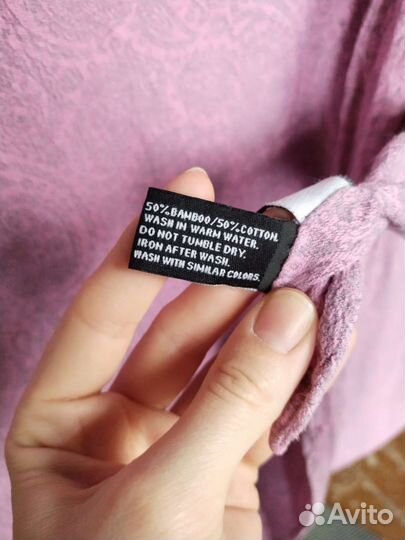 50% BAMBOO/50% COTTON.
WASH IN WARM WATER.
DO NOT TUMBLE DRY.
IRON AFTER WASH.
WASH WITH SIMILAR COLORS.
Avito